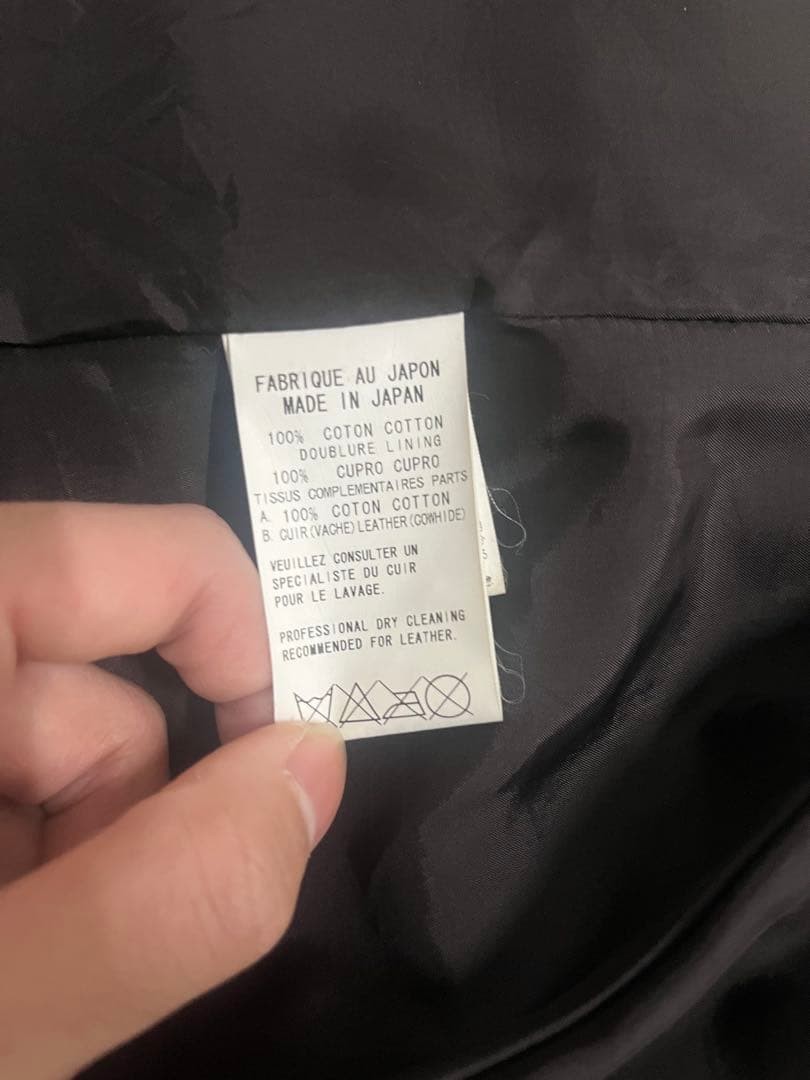 FABRIQUE AU JAPON
MADE IN JAPAN
100% COTON COTTON
DOUBLURE LINING
100% CUPRO CUPRO
TISSUS COMPLEMENTAIRES PARTS
A. 100% COTON COTTON
B. CUIR(VACHE)LEATHER(COWHIDE)
VEUILLEZ CONSULTER UN
SPECIALISTE DU CUIR
POUR LE LAVAGE.
PROFESSIONAL DRY CLEANING
RECOMMENDED FOR LEATHER.